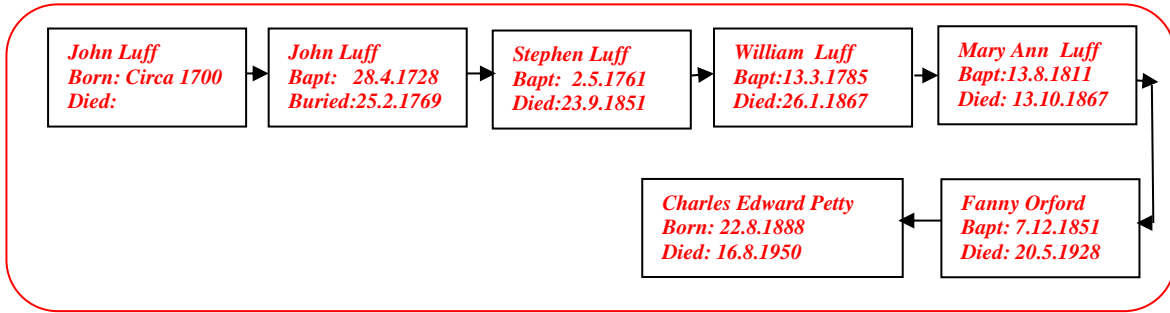 John Luff
Born: Circa 1700
Died:
John Luff
Bapt: 28.4.1728
Buried:25.2.1769
Stephen Luff
Bapt: 2.5.1761
Died:23.9.1851
William Luff
Bapt:13.3.1785
Died:26.1.1867
Mary Ann Luff
Bapt:13.8.1811
Died: 13.10.1867
Fanny Orford
Bapt: 7.12.1851
Died: 20.5.1928
Charles Edward Petty
Born: 22.8.1888
Died: 16.8.1950